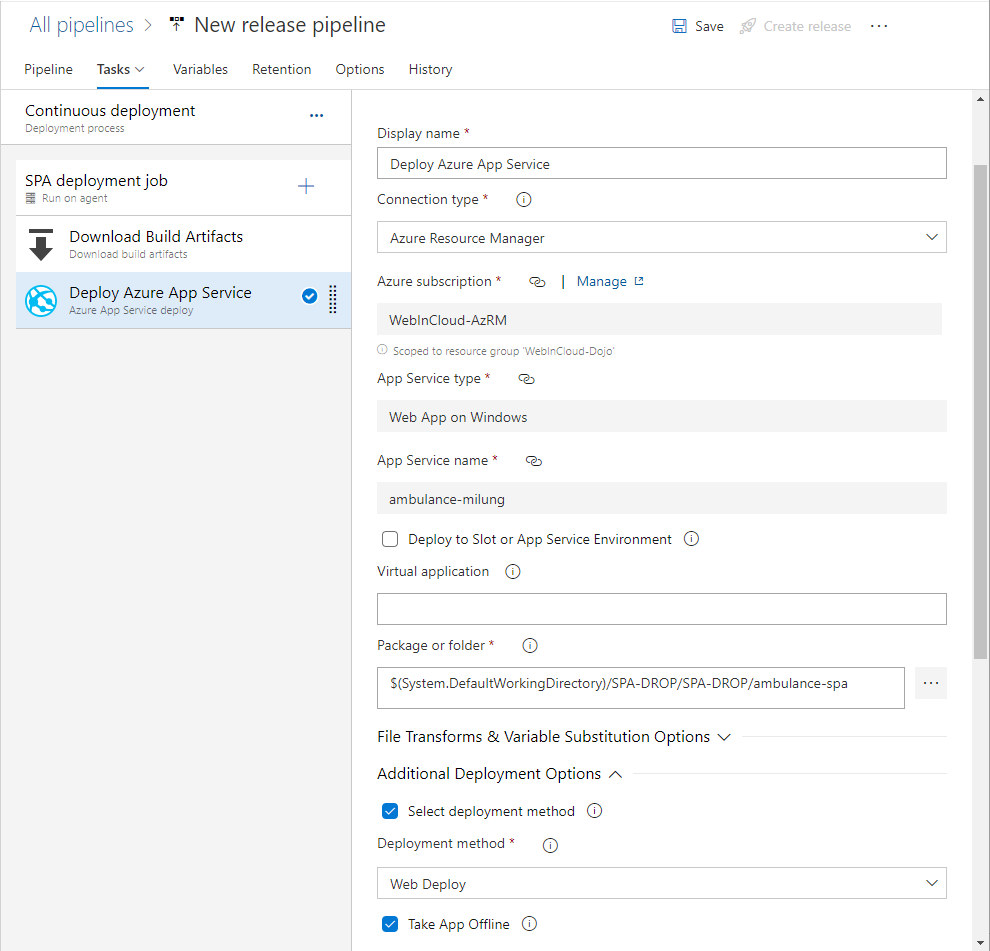 All pipelines > New release pipeline
Save
Create release
...
Pipeline
Tasks
Variables
Retention
Options
History
Continuous deployment
...
Deployment process
SPA deployment job
Run on agent
Download Build Artifacts
Download build artifacts
Deploy Azure App Service
Azure App Service deploy
Display name *
Deploy Azure App Service
Connection type *
Azure Resource Manager
Azure subscription * | Manage
WebInCloud-AzRM
Scoped to resource group 'WebInCloud-Dojo'
App Service type *
Web App on Windows
App Service name *
ambulance-milung
Deploy to Slot or App Service Environment
Virtual application
Package or folder *
$(System.DefaultWorkingDirectory)/SPA-DROP/SPA-DROP/ambulance-spa
...
File Transforms & Variable Substitution Options
Additional Deployment Options
Select deployment method
Deployment method *
Web Deploy
Take App Offline